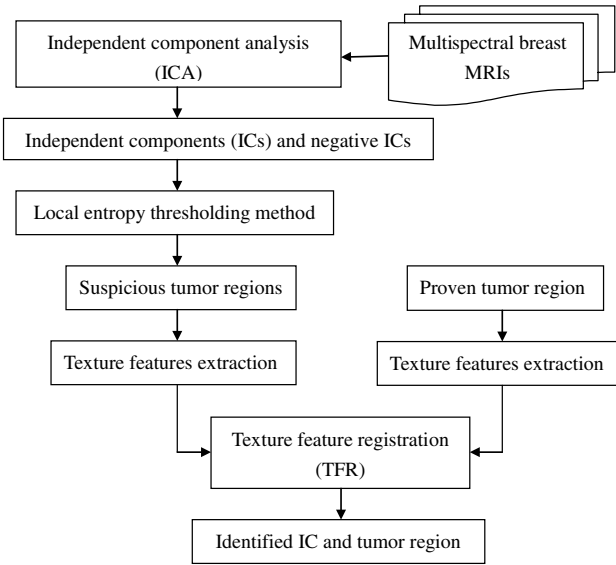 Independent component analysis
(ICA)
Multispectral breast
MRIs
Independent components (ICs) and negative ICs
Local entropy thresholding method
Suspicious tumor regions
Proven tumor region
Texture features extraction
Texture features extraction
Texture feature registration
(TFR)
Identified IC and tumor region